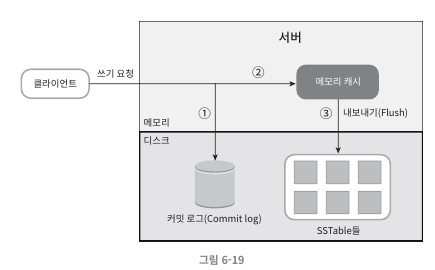 서버
클라이언트
쓰기 요청
②
메모리 캐시
①
③
내보내기(Flush)
메모리
디스크
커밋 로그(Commit log)
SSTable들
그림 6-19